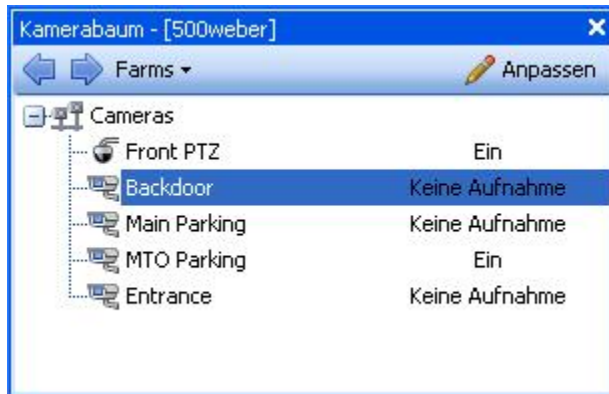 Kamerabaum - [500weber]
Farms Anpassen
Cameras
Front PTZ Ein
Backdoor Keine Aufnahme
Main Parking Keine Aufnahme
MTO Parking Ein
Entrance Keine Aufnahme